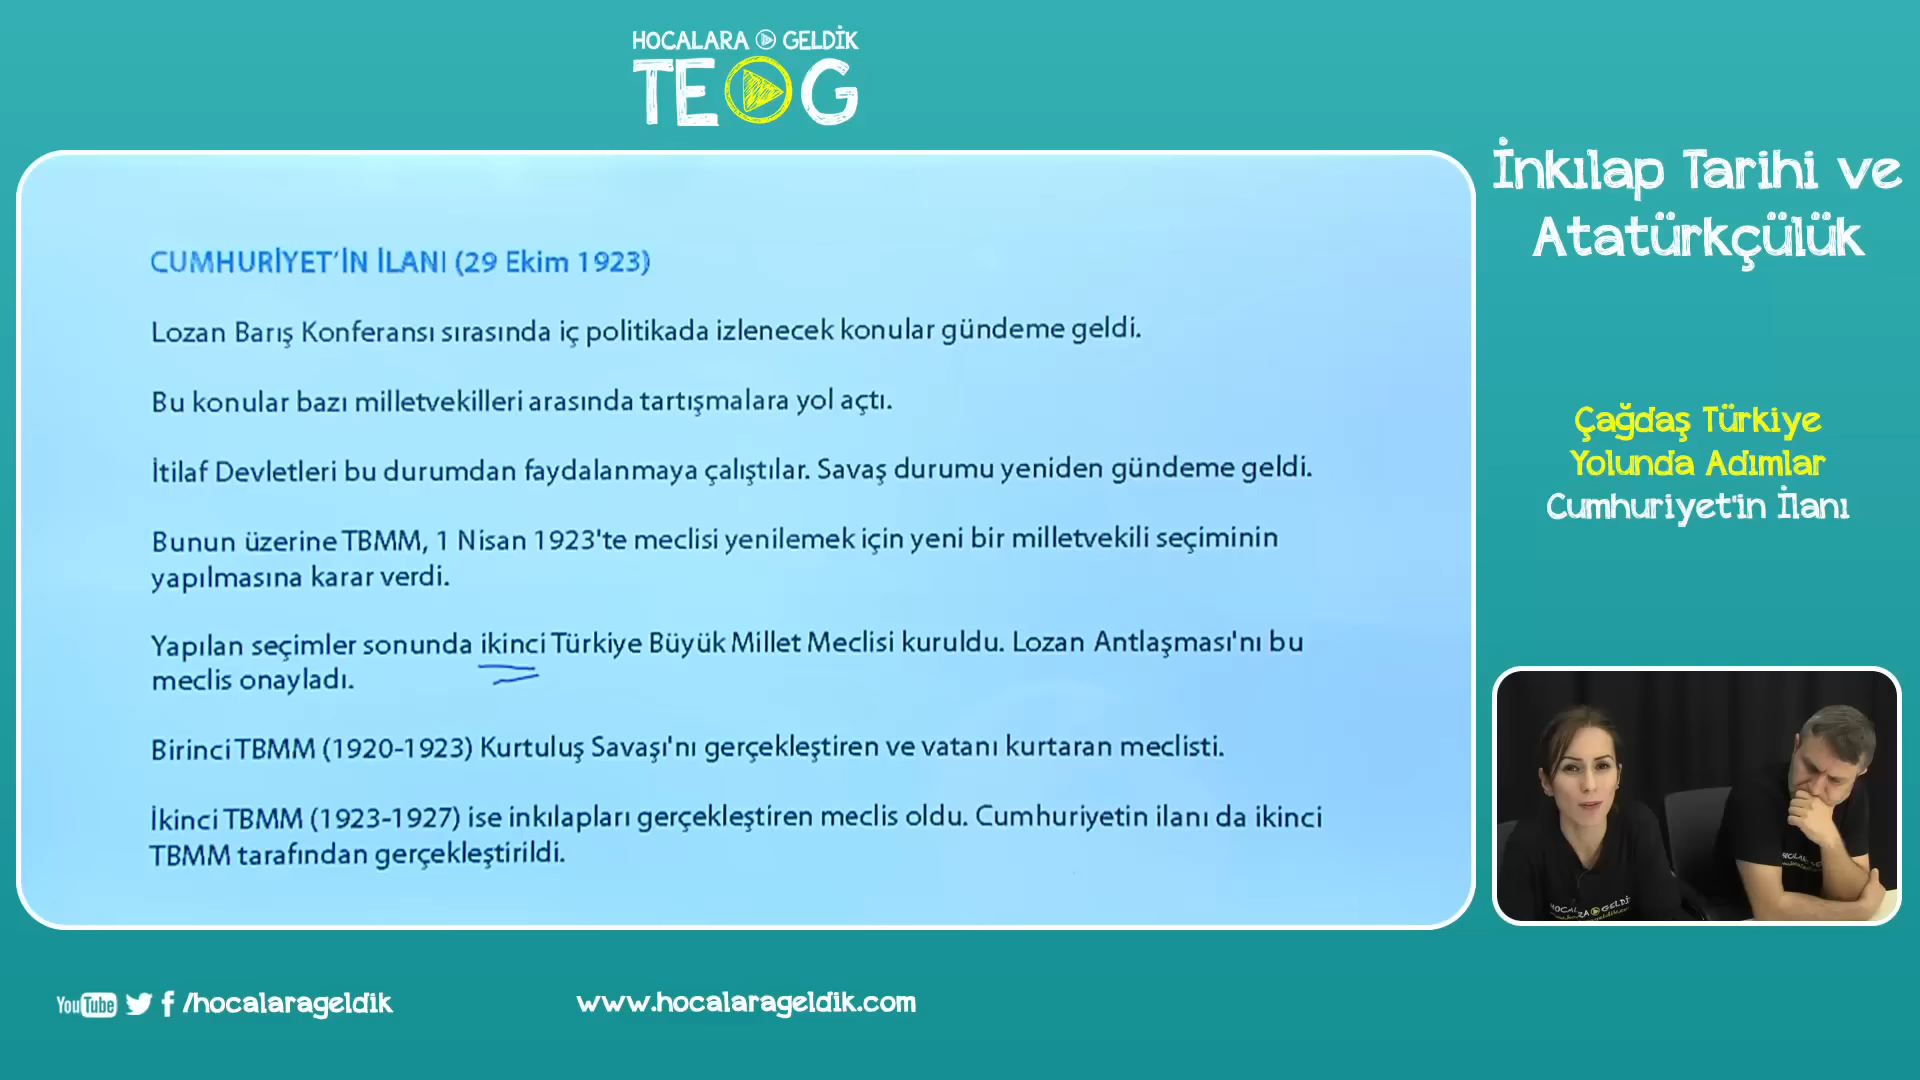 HOCALARA GELDİK
TEOG
İnkılap Tarihi ve
Atatürkçülük
Çağdaş Türkiye
Yolunda Adımlar
Cumhuriyet'in İlanı
CUMHURİYET'İN İLANI (29 Ekim 1923)
Lozan Barış Konferansı sırasında iç politikada izlenecek konular gündeme geldi.
Bu konular bazı milletvekilleri arasında tartışmalara yol açtı.
İtilaf Devletleri bu durumdan faydalanmaya çalıştılar. Savaş durumu yeniden gündeme geldi.
Bunun üzerine TBMM, 1 Nisan 1923'te meclisi yenilemek için yeni bir milletvekili seçiminin
yapılmasına karar verdi.
Yapılan seçimler sonunda ikinci Türkiye Büyük Millet Meclisi kuruldu. Lozan Antlaşması'nı bu
meclis onayladı.
Birinci TBMM (1920-1923) Kurtuluş Savaşı'nı gerçekleştiren ve vatanı kurtaran meclisti.
İkinci TBMM (1923-1927) ise inkılapları gerçekleştiren meclis oldu. Cumhuriyetin ilanı da ikinci
TBMM tarafından gerçekleştirildi.
YouTube /hocalarageldik
www.hocalarageldik.com